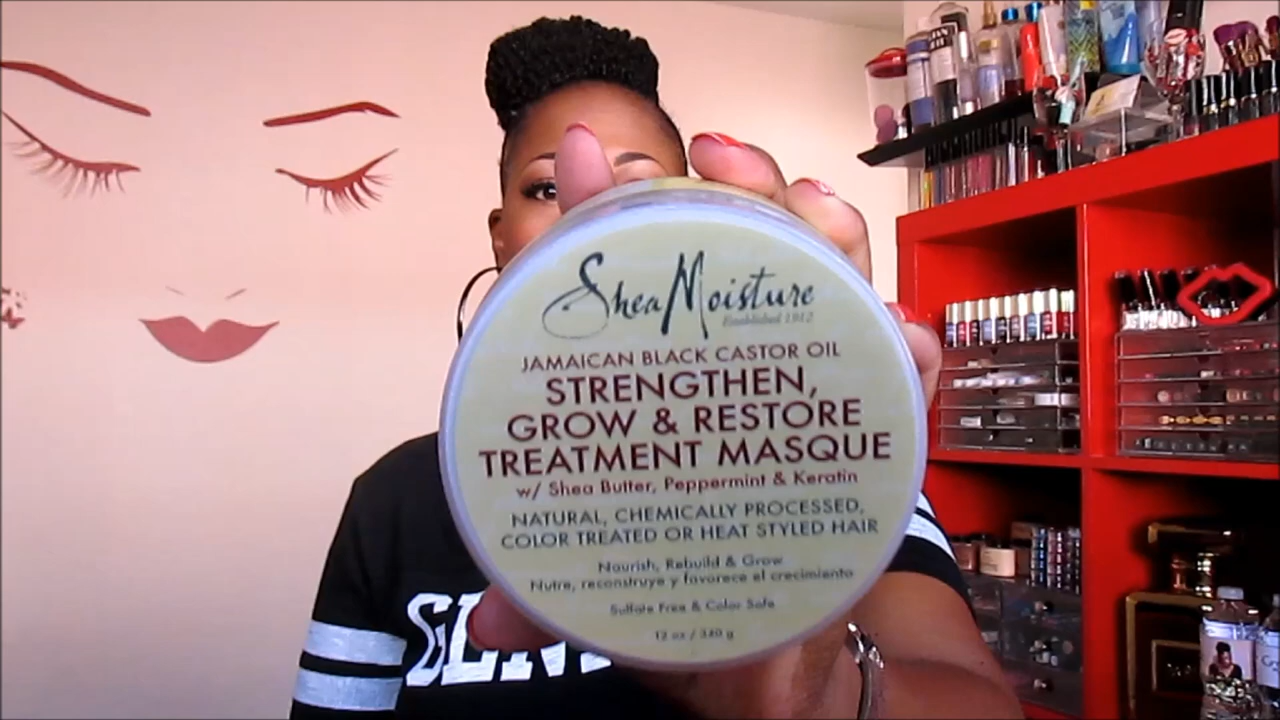 Shea Moisture
Established 1912
JAMAICAN BLACK CASTOR OIL
STRENGTHEN,
GROW & RESTORE
TREATMENT MASQUE
w/ Shea Butter, Peppermint & Keratin
NATURAL, CHEMICALLY PROCESSED,
COLOR TREATED OR HEAT STYLED HAIR
Nourish, Rebuild & Grow
Nutre, reconstruye y favorece el crecimiento
Sulfate Free & Color Safe
12 oz / 340 g